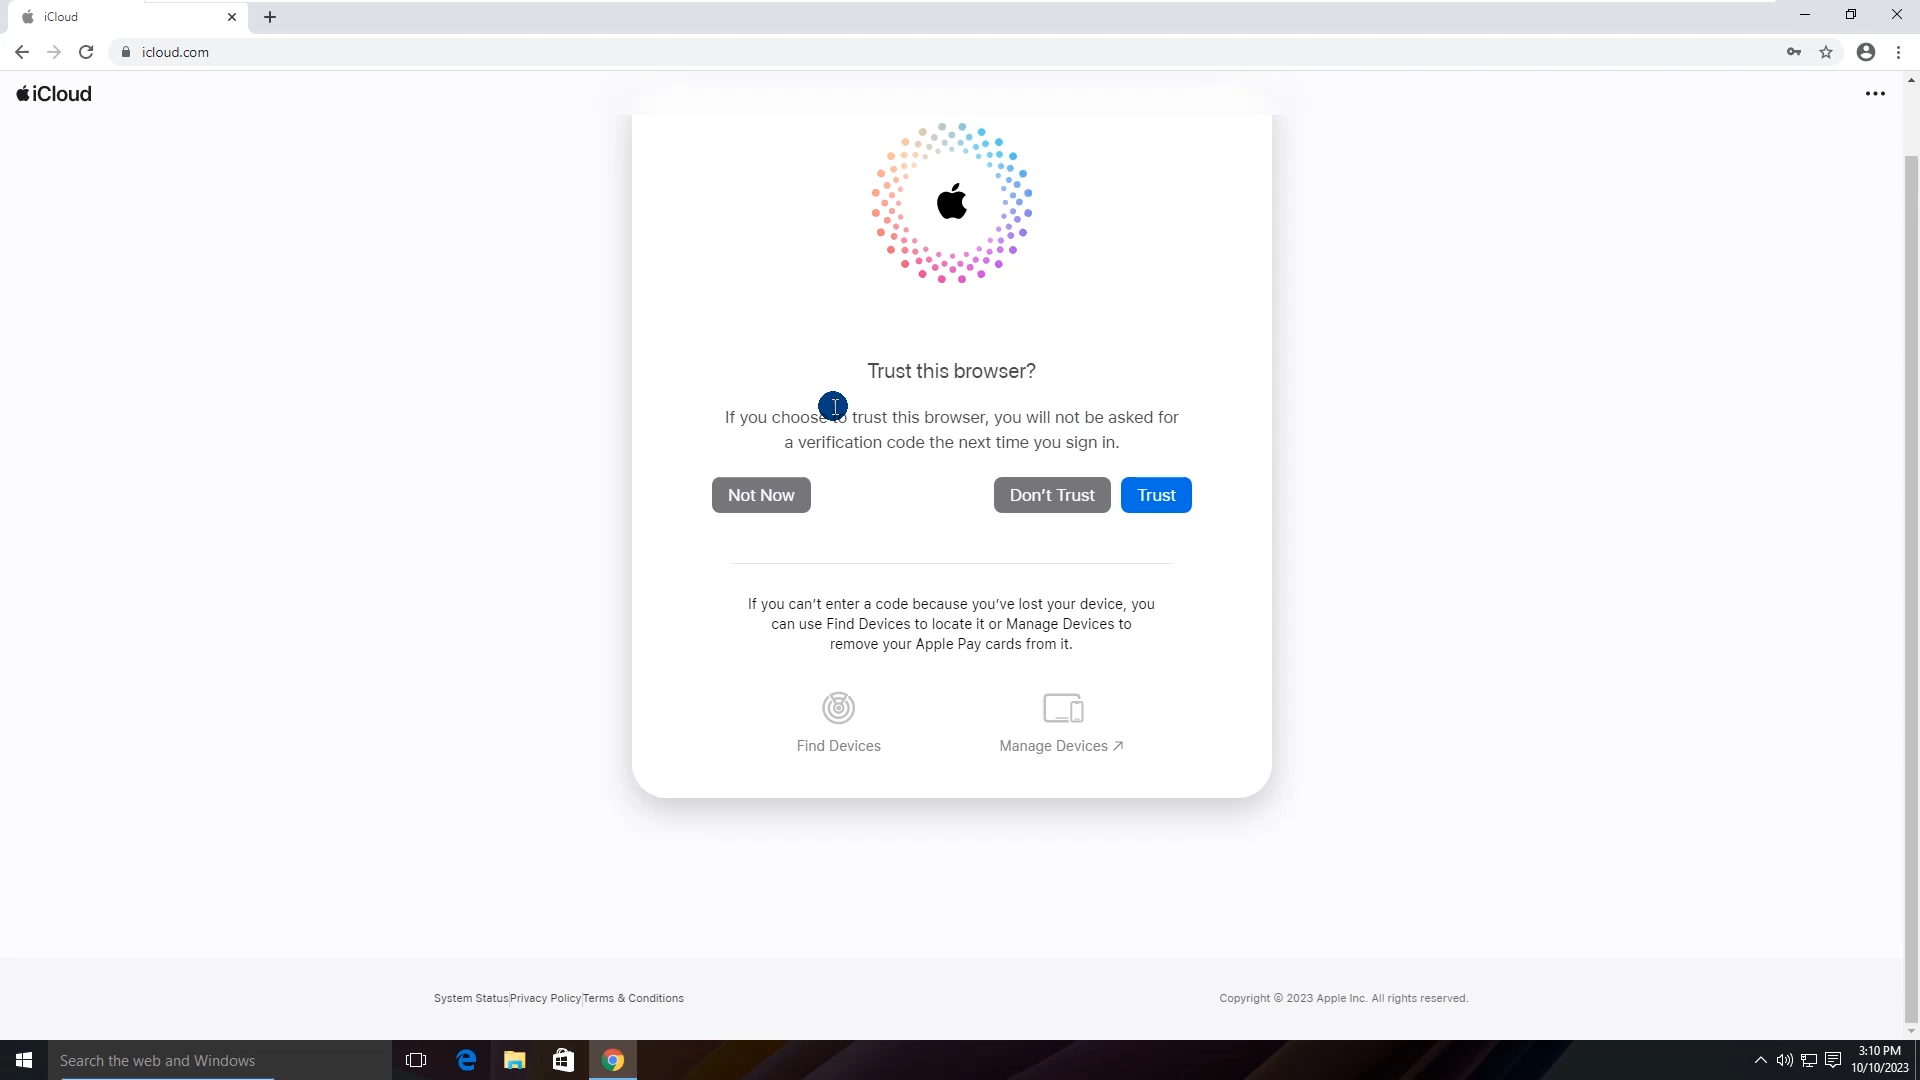 iCloud
icloud.com
iCloud
Trust this browser?
If you choose to trust this browser, you will not be asked for
a verification code the next time you sign in.
Not Now
Don't Trust
Trust
If you can't enter a code because you've lost your device, you
can use Find Devices to locate it or Manage Devices to
remove your Apple Pay cards from it.
Find Devices
Manage Devices ↗
System Status Privacy Policy Terms & Conditions
Copyright © 2023 Apple Inc. All rights reserved.
Search the web and Windows
3:10 PM
10/10/2023